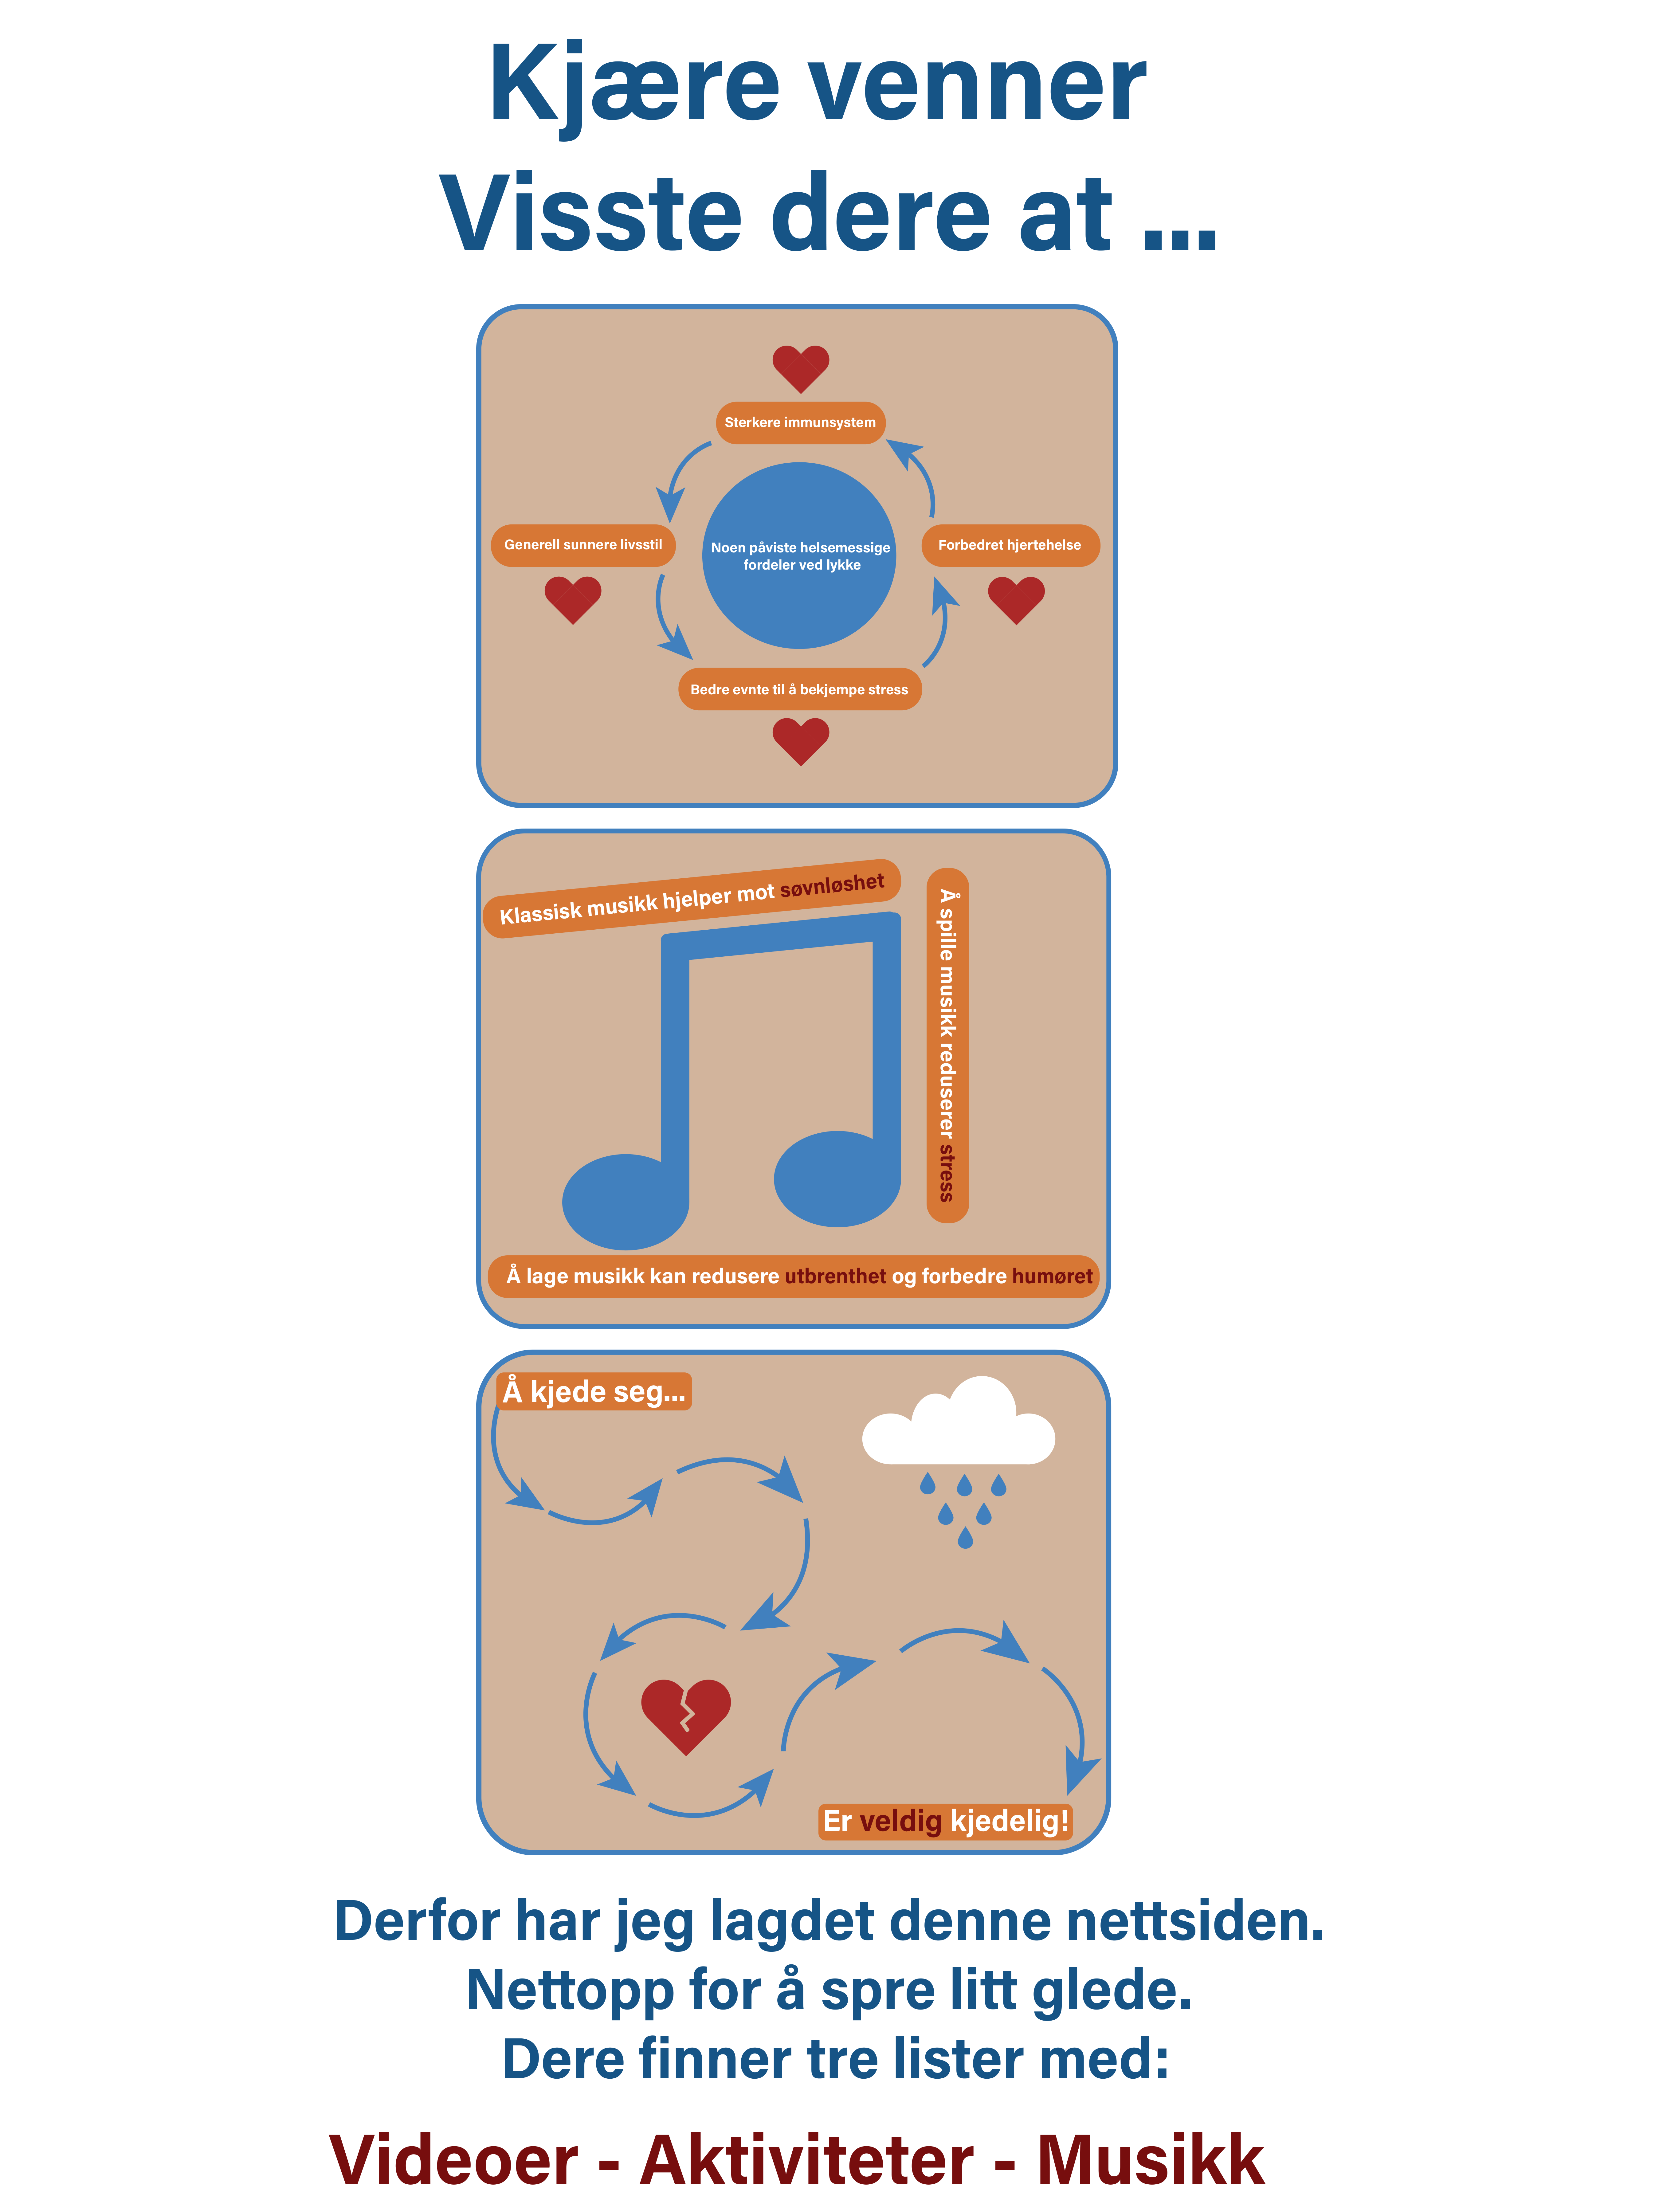 Kjære venner
Visste dere at ...
Sterkere immunsystem
Generell sunnere livsstil
Noen påviste helsemessige
fordeler ved lykke
Forbedret hjertehelse
Bedre evnte til å bekjempe stress
Klassisk musikk hjelper mot søvnløshet
Å spille musikk reduserer stress
Å lage musikk kan redusere utbrenthet og forbedre humøret
Å kjede seg...
Er veldig kjedelig!
Derfor har jeg lagdet denne nettsiden.
Nettopp for å spre litt glede.
Dere finner tre lister med:
Videoer - Aktiviteter - Musikk